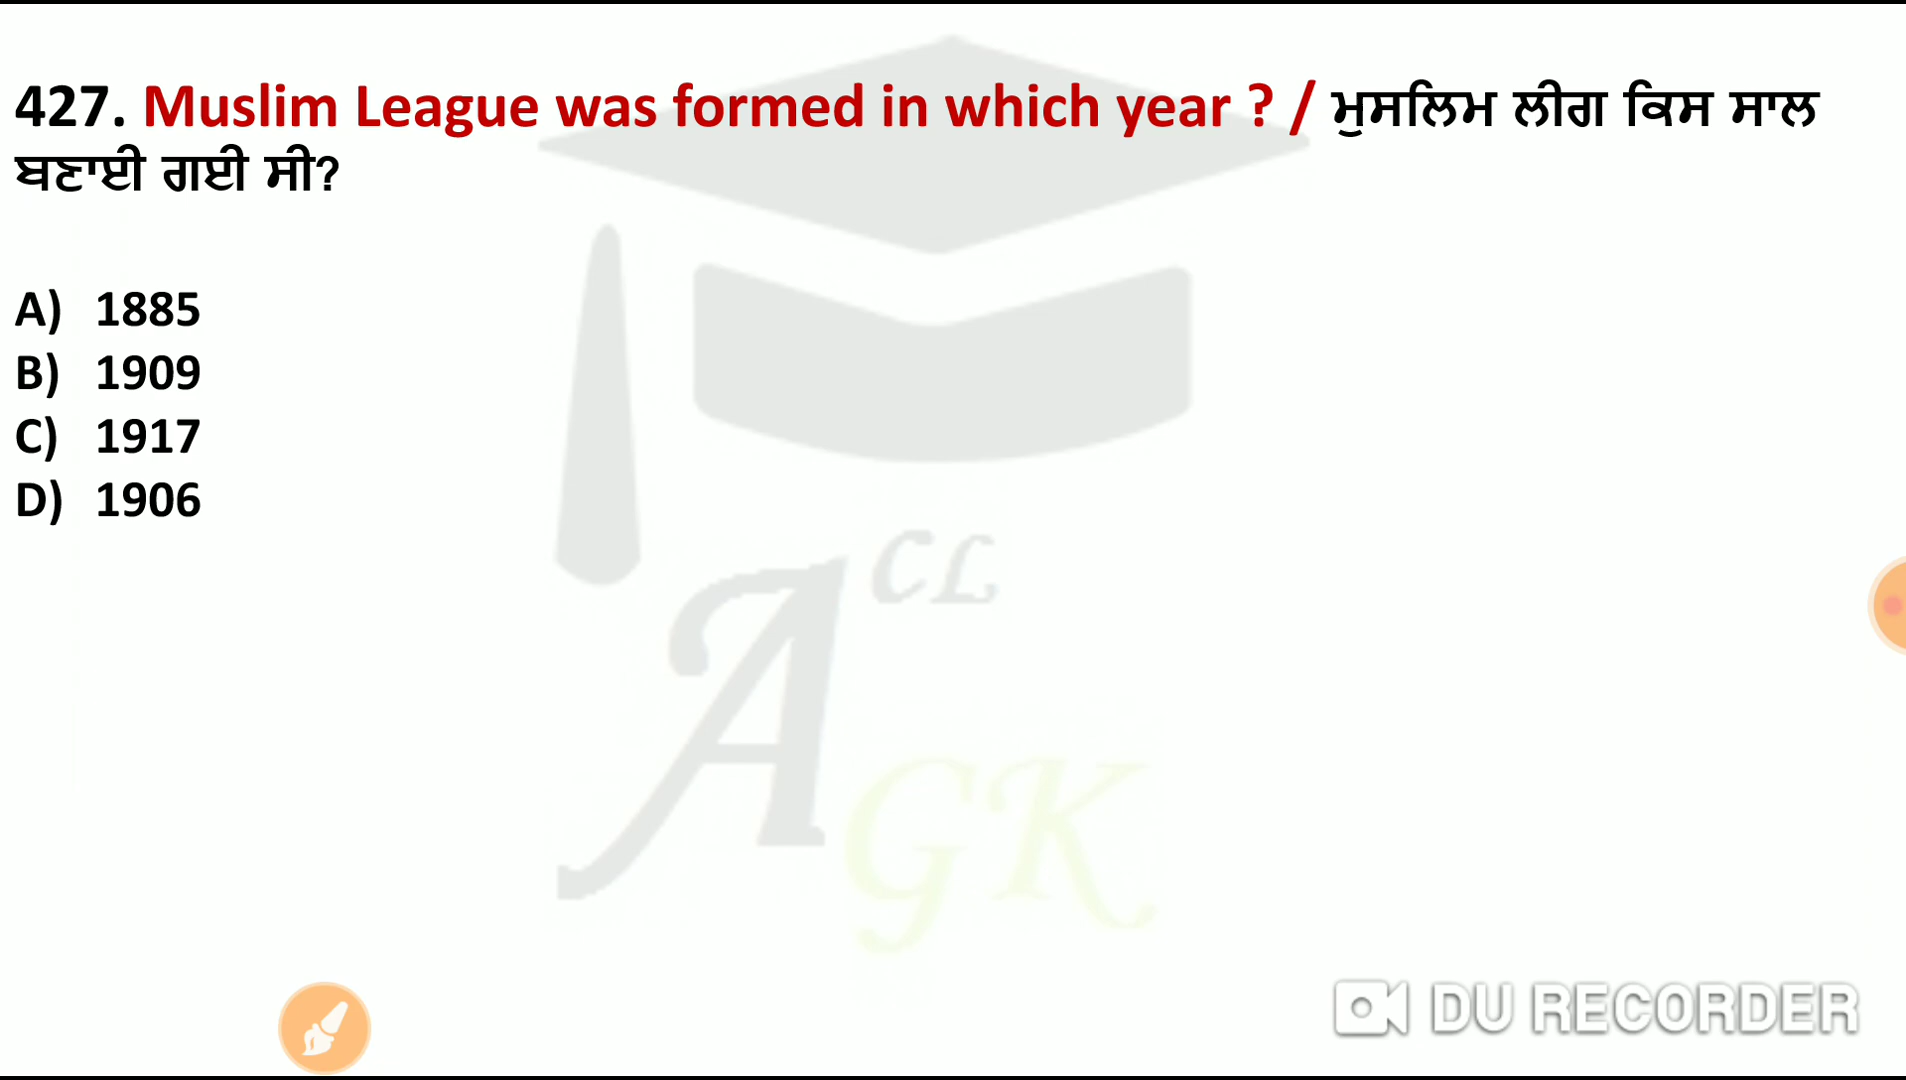 427. Muslim League was formed in which year ? / ਮੁਸਲਿਮ ਲੀਗ ਕਿਸ ਸਾਲ
ਬਣਾਈ ਗਈ ਸੀ?
A) 1885
B) 1909
C) 1917
D) 1906
A CL
GK
DU RECORDER